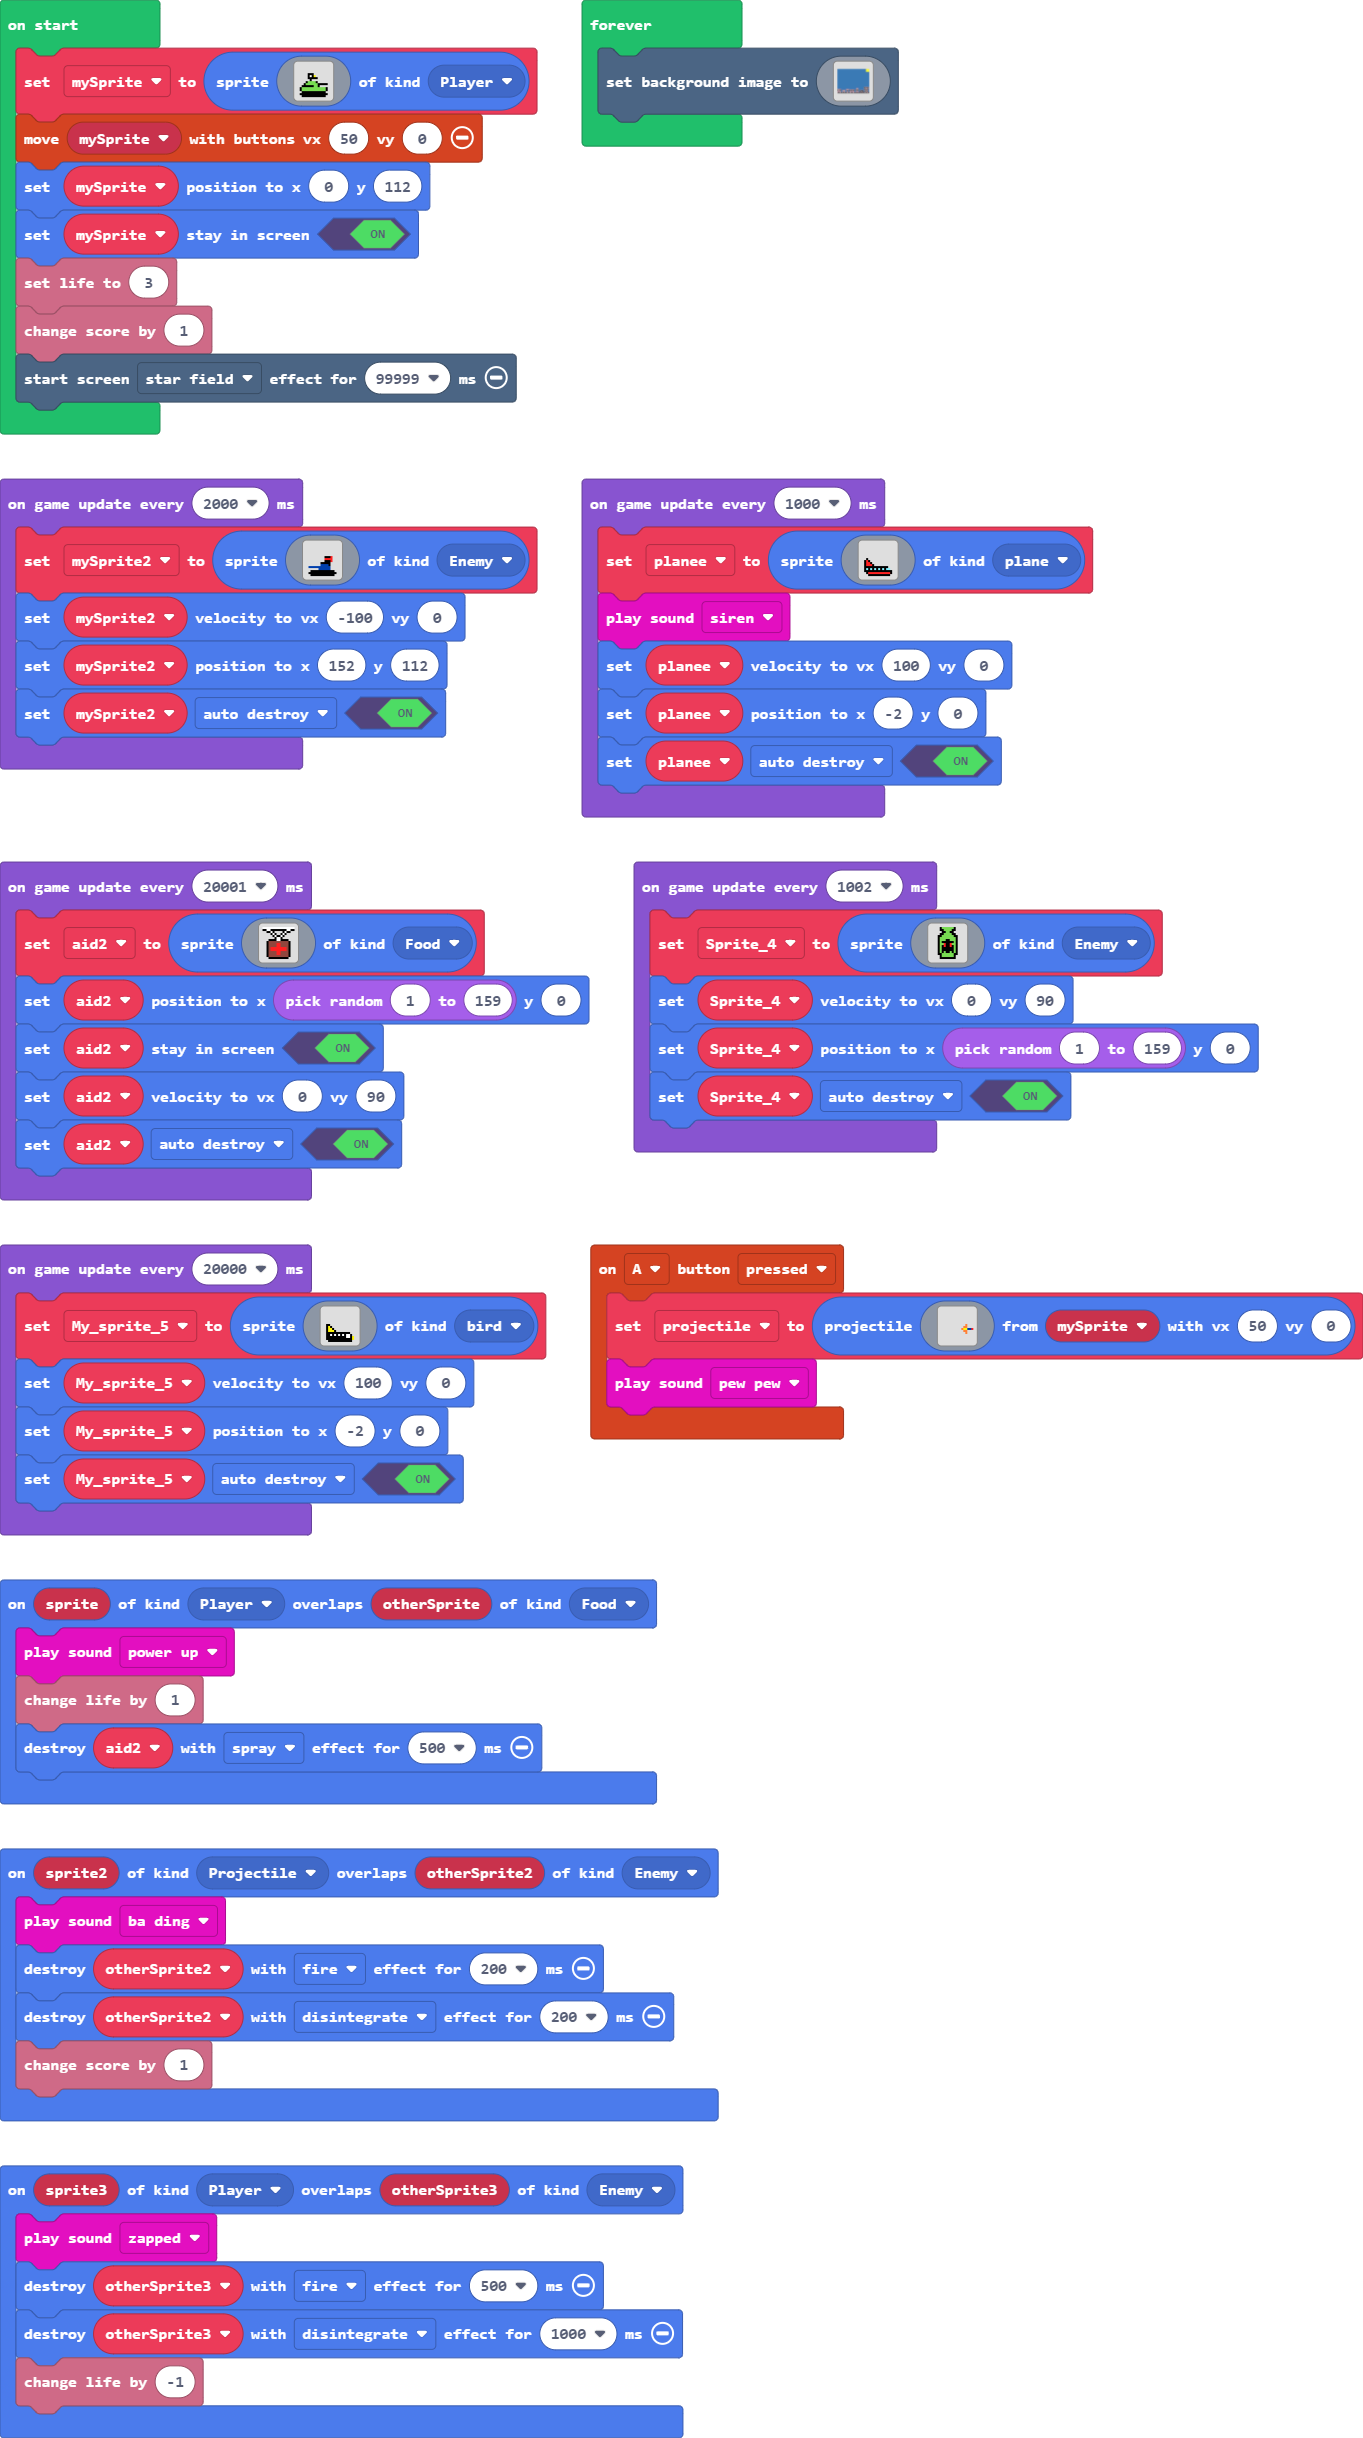 on start
set mySprite to sprite of kind Player
move mySprite with buttons vx 50 vy 0
set mySprite position to x 0 y 112
set mySprite stay in screen ON
set life to 3
change score by 1
start screen star field effect for 99999 ms
forever
set background image to
on game update every 2000 ms
set mySprite2 to sprite of kind Enemy
set mySprite2 velocity to vx -100 vy 0
set mySprite2 position to x 152 y 112
set mySprite2 auto destroy ON
on game update every 1000 ms
set planee to sprite of kind plane
play sound siren
set planee velocity to vx 100 vy 0
set planee position to x -2 y 0
set planee auto destroy ON
on game update every 20001 ms
set aid2 to sprite of kind Food
set aid2 position to x pick random 1 to 159 y 0
set aid2 stay in screen ON
set aid2 velocity to vx 0 vy 90
set aid2 auto destroy ON
on game update every 1002 ms
set Sprite_4 to sprite of kind Enemy
set Sprite_4 velocity to vx 0 vy 90
set Sprite_4 position to x pick random 1 to 159 y 0
set Sprite_4 auto destroy ON
on game update every 20000 ms
set My_sprite_5 to sprite of kind bird
set My_sprite_5 velocity to vx 100 vy 0
set My_sprite_5 position to x -2 y 0
set My_sprite_5 auto destroy ON
on A button pressed
set projectile to projectile from mySprite with vx 50 vy 0
play sound pew pew
on sprite of kind Player overlaps otherSprite of kind Food
play sound power up
change life by 1
destroy aid2 with spray effect for 500 ms
on sprite2 of kind Projectile overlaps otherSprite2 of kind Enemy
play sound ba ding
destroy otherSprite2 with fire effect for 200 ms
destroy otherSprite2 with disintegrate effect for 200 ms
change score by 1
on sprite3 of kind Player overlaps otherSprite3 of kind Enemy
play sound zapped
destroy otherSprite3 with fire effect for 500 ms
destroy otherSprite3 with disintegrate effect for 1000 ms
change life by -1